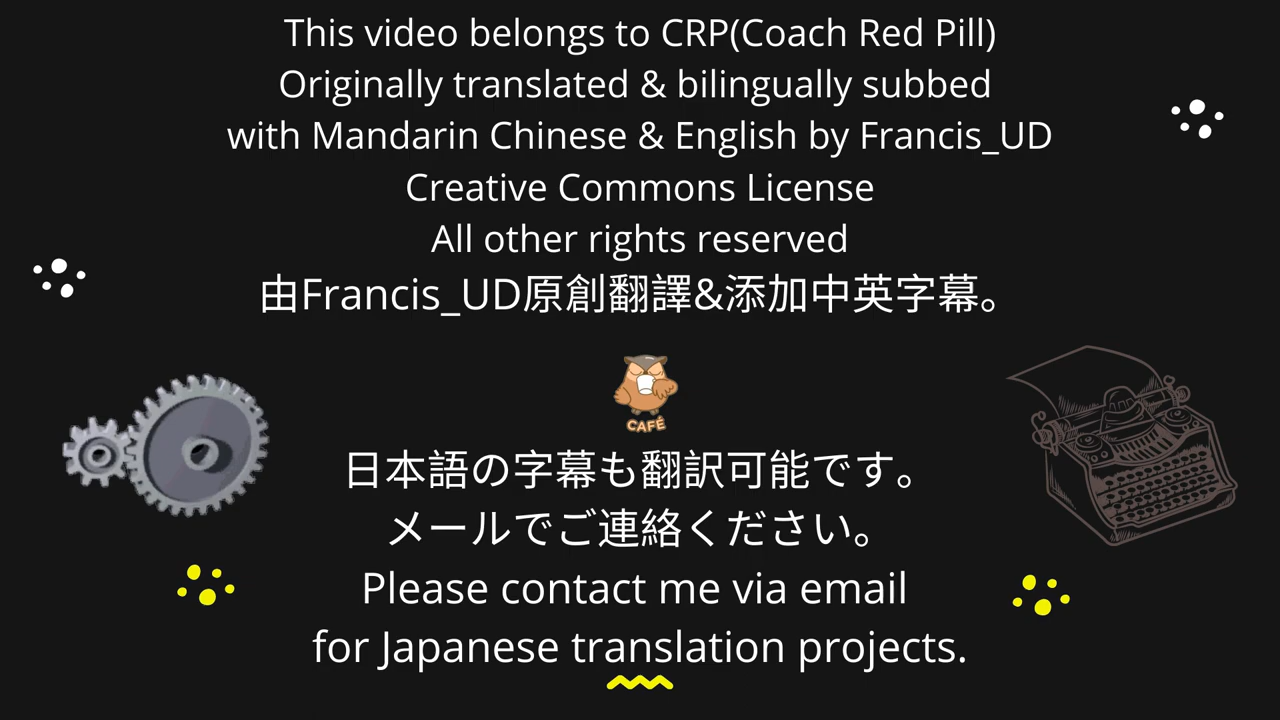 This video belongs to CRP(Coach Red Pill)
Originally translated & bilingually subbed
with Mandarin Chinese & English by Francis_UD
Creative Commons License
All other rights reserved
由Francis_UD原創翻譯&添加中英字幕。
CAFÉ
日本語の字幕も翻訳可能です。
メールでご連絡ください。
Please contact me via email
for Japanese translation projects.